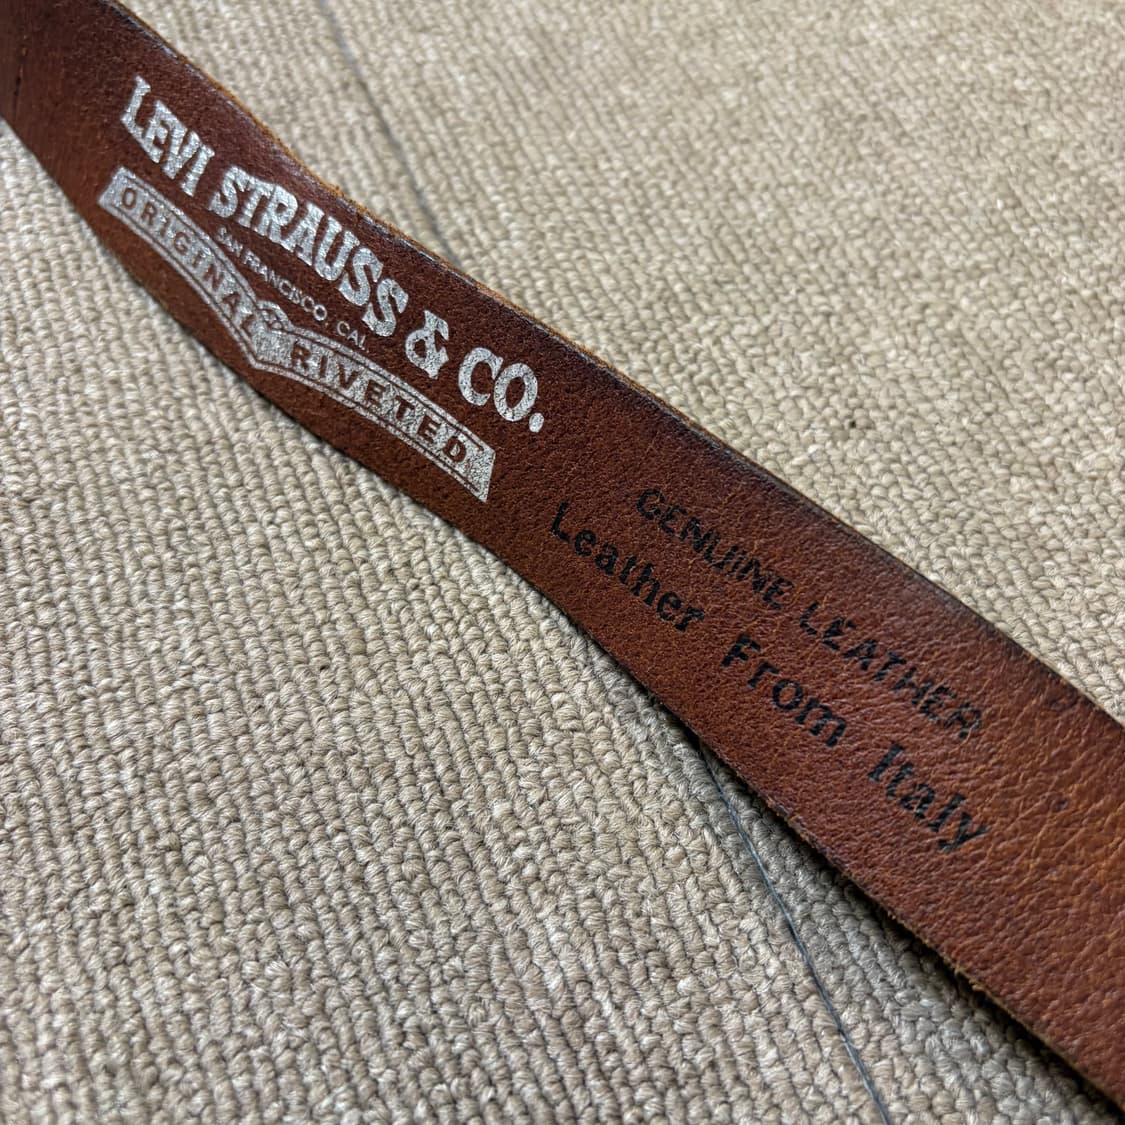 LEVI STRAUSS & CO.
SAN FRANCISCO, CAL.
ORIGINAL RIVETED
GENUINE LEATHER
Leather From Italy